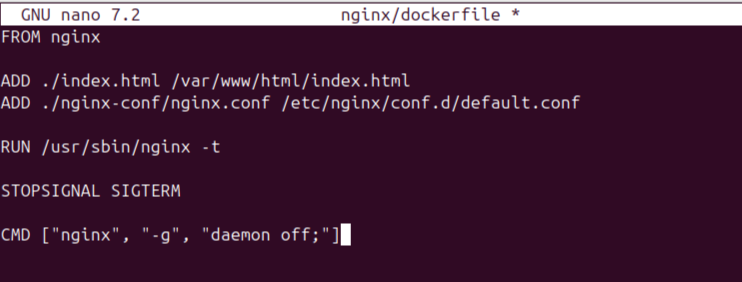 GNU nano 7.2 nginx/dockerfile *
FROM nginx
ADD ./index.html /var/www/html/index.html
ADD ./nginx-conf/nginx.conf /etc/nginx/conf.d/default.conf
RUN /usr/sbin/nginx -t
STOPSIGNAL SIGTERM
CMD ["nginx", "-g", "daemon off;"]